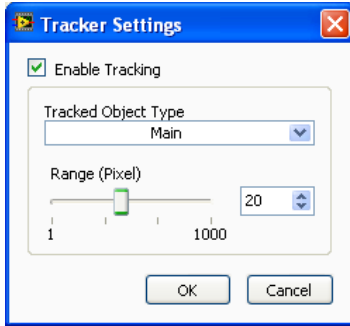 Tracker Settings
Enable Tracking
Tracked Object Type
Main
Range (Pixel)
20
1 1000
OK Cancel